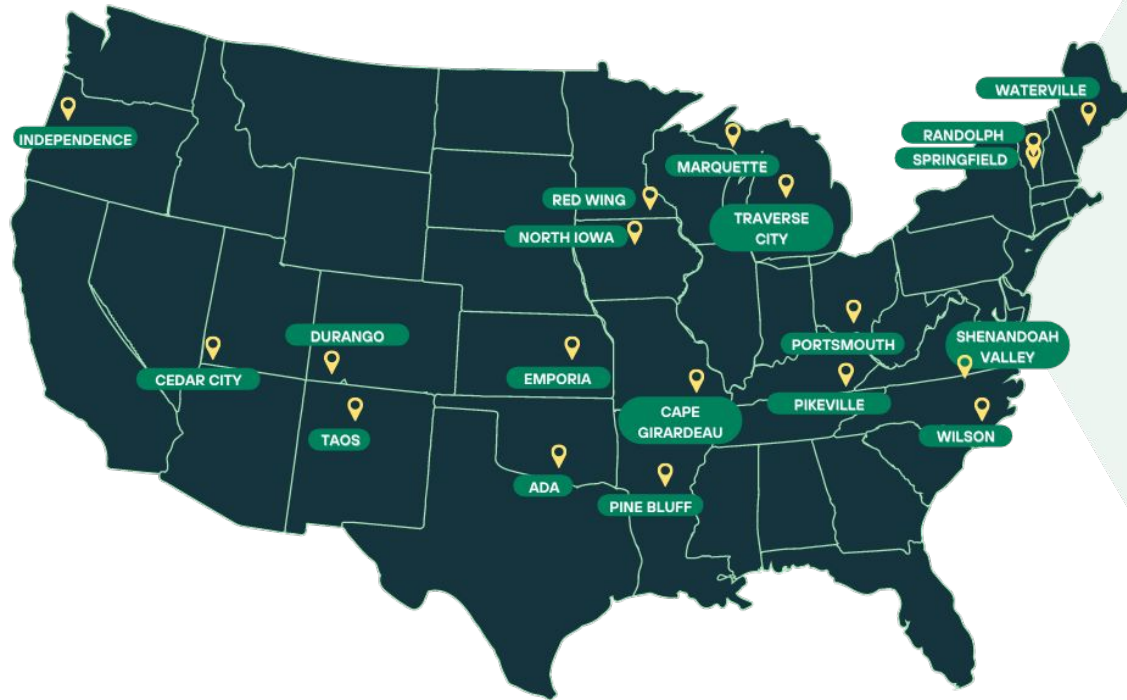 WATERVILLE
RANDOLPH
INDEPENDENCE
SPRINGFIELD
MARQUETTE
RED WING
TRAVERSE
CITY
NORTH IOWA
DURANGO
PORTSMOUTH
SHENANDOAH
VALLEY
CEDAR CITY
EMPORIA
PIKEVILLE
CAPE
GIRARDEAU
TAOS
WILSON
ADA
PINE BLUFF